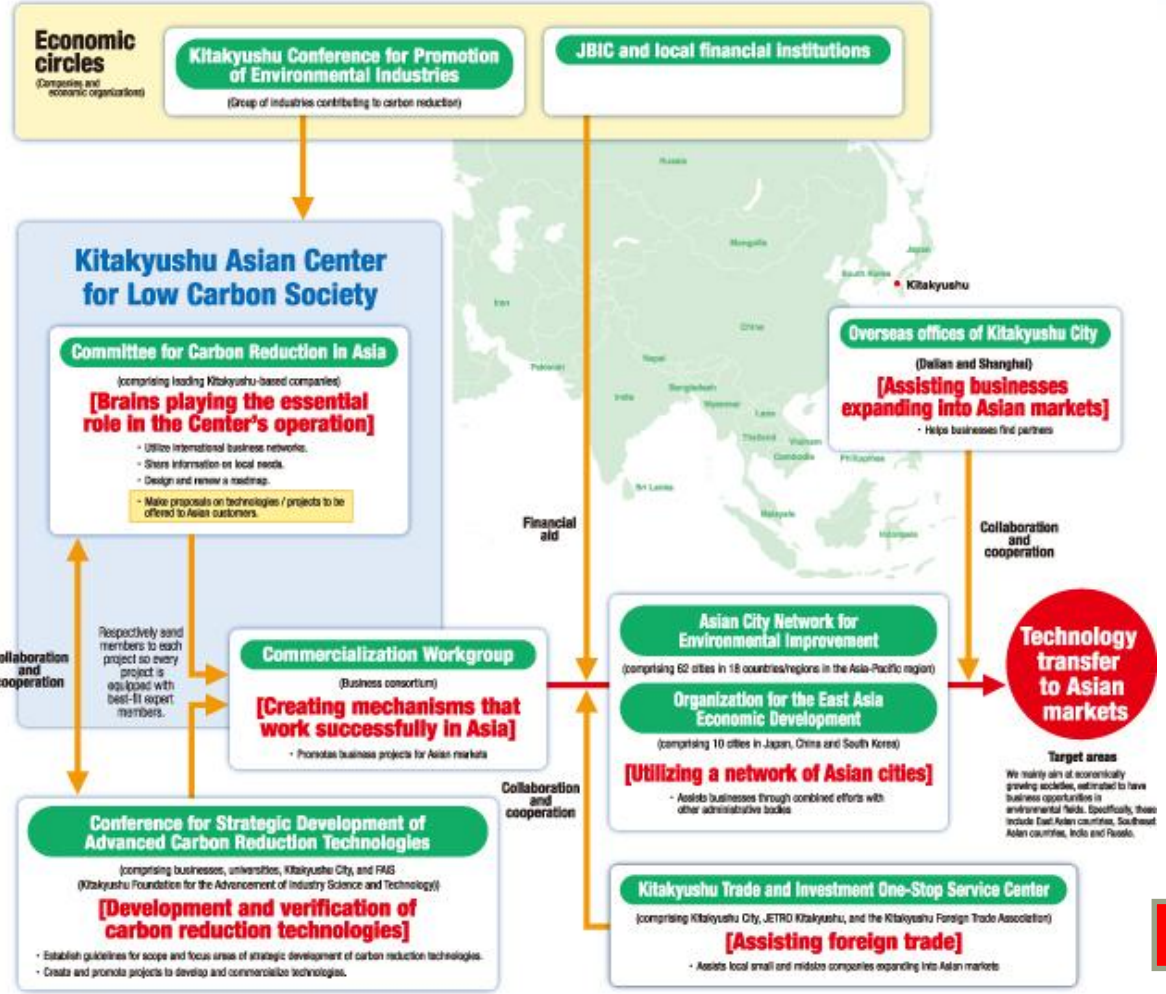 Economic
circles
(Companies and
economic organizations)
Kitakyushu Conference for Promotion
of Environmental Industries
(Group of industries contributing to carbon reduction)
JBIC and local financial institutions
Russia
Mongolia
Japan
South Korea
Kitakyushu
Iran
China
Pakistan
Nepal
Bangladesh
India
Myanmar
Laos
Thailand
Vietnam
Cambodia
Philippines
Sri Lanka
Malaysia
Indonesia
Kitakyushu Asian Center
for Low Carbon Society
Committee for Carbon Reduction in Asia
(comprising leading Kitakyushu-based companies)
[Brains playing the essential
role in the Center's operation]
· Utilize international business networks.
· Share information on local needs.
· Design and renew a roadmap.
· Make proposals on technologies / projects to be
offered to Asian customers.
Overseas offices of Kitakyushu City
(Dalian and Shanghai)
[Assisting businesses
expanding into Asian markets]
· Helps businesses find partners
Financial
aid
Collaboration
and
cooperation
Collaboration
and
cooperation
Respectively send
members to each
project so every
project is
equipped with
best-fit expert
members.
Commercialization Workgroup
(Business consortium)
[Creating mechanisms that
work successfully in Asia]
· Promotes business projects for Asian markets
Asian City Network for
Environmental Improvement
(comprising 62 cities in 18 countries/regions in the Asia-Pacific region)
Organization for the East Asia
Economic Development
(comprising 10 cities in Japan, China and South Korea)
[Utilizing a network of Asian cities]
· Assists businesses through combined efforts with
other administrative bodies
Technology
transfer
to Asian
markets
Target areas
We mainly aim at economically
growing societies, estimated to have
business opportunities in
environmental fields. Specifically, these
include East Asian countries, Southeast
Asian countries, India and Russia.
Collaboration
and
cooperation
Conference for Strategic Development of
Advanced Carbon Reduction Technologies
(comprising businesses, universities, Kitakyushu City, and FAIS
(Kitakyushu Foundation for the Advancement of Industry Science and Technology))
[Development and verification of
carbon reduction technologies]
· Establish guidelines for scope and focus areas of strategic development of carbon reduction technologies.
· Create and promote projects to develop and commercialize technologies.
Kitakyushu Trade and Investment One-Stop Service Center
(comprising Kitakyushu City, JETRO Kitakyushu, and the Kitakyushu Foreign Trade Association)
[Assisting foreign trade]
· Assists local small and midsize companies expanding into Asian markets